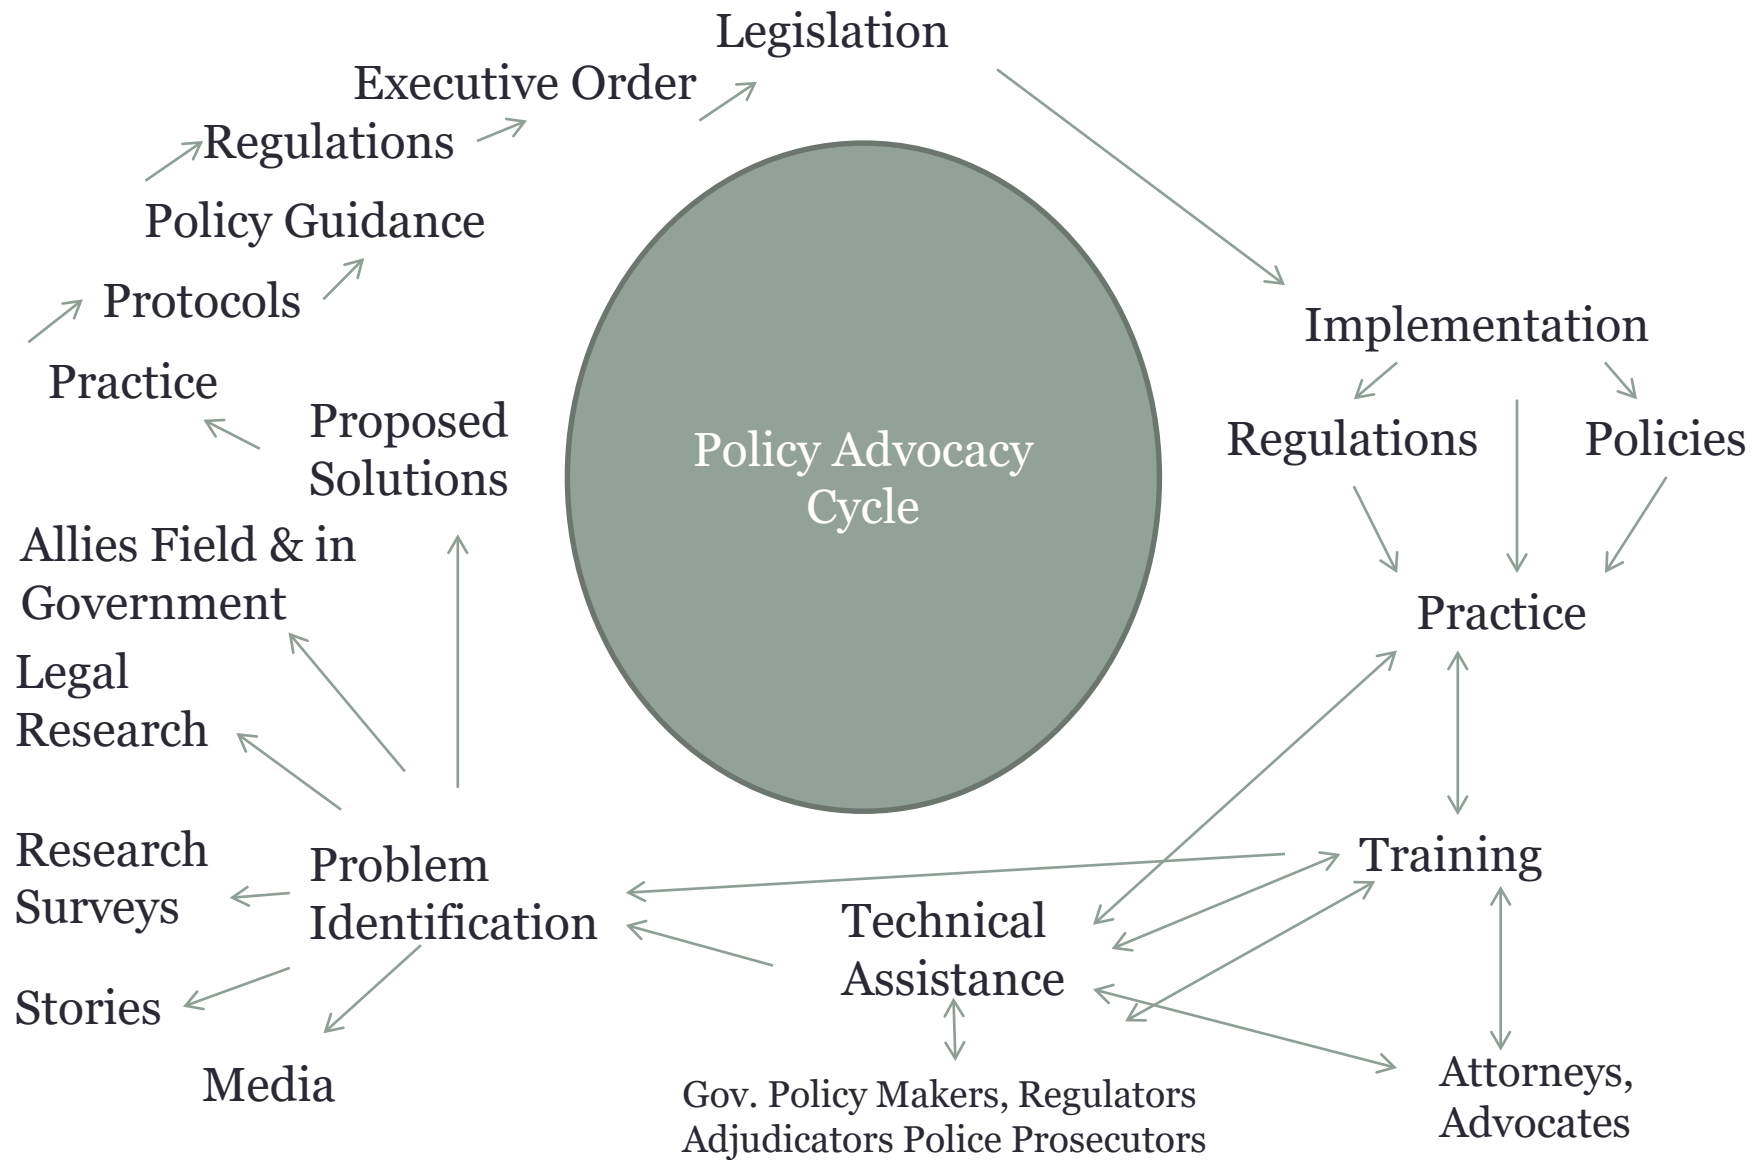 Legislation
Executive Order
Regulations
Policy Guidance
Protocols
Practice
Proposed
Solutions
Allies Field & in
Government
Legal
Research
Research
Surveys
Stories
Media
Problem
Identification
Policy Advocacy
Cycle
Implementation
Regulations
Policies
Practice
Training
Technical
Assistance
Gov. Policy Makers, Regulators
Adjudicators Police Prosecutors
Attorneys,
Advocates